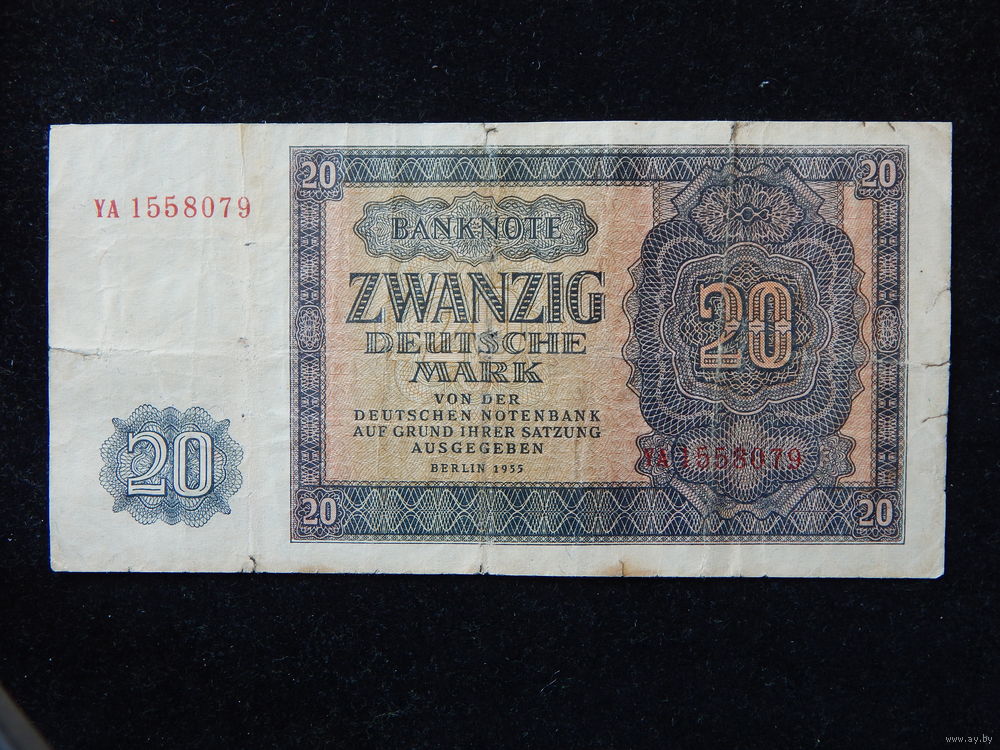 20
20
YA 1558079
BANKNOTE
ZWANZIG
DEUTSCHE
MARK
20
VON DER
DEUTSCHEN NOTENBANK
AUF GRUND IHRER SATZUNG
AUSGEGEBEN
BERLIN 1955
20
YA 1558079
20
20
www.ay.by